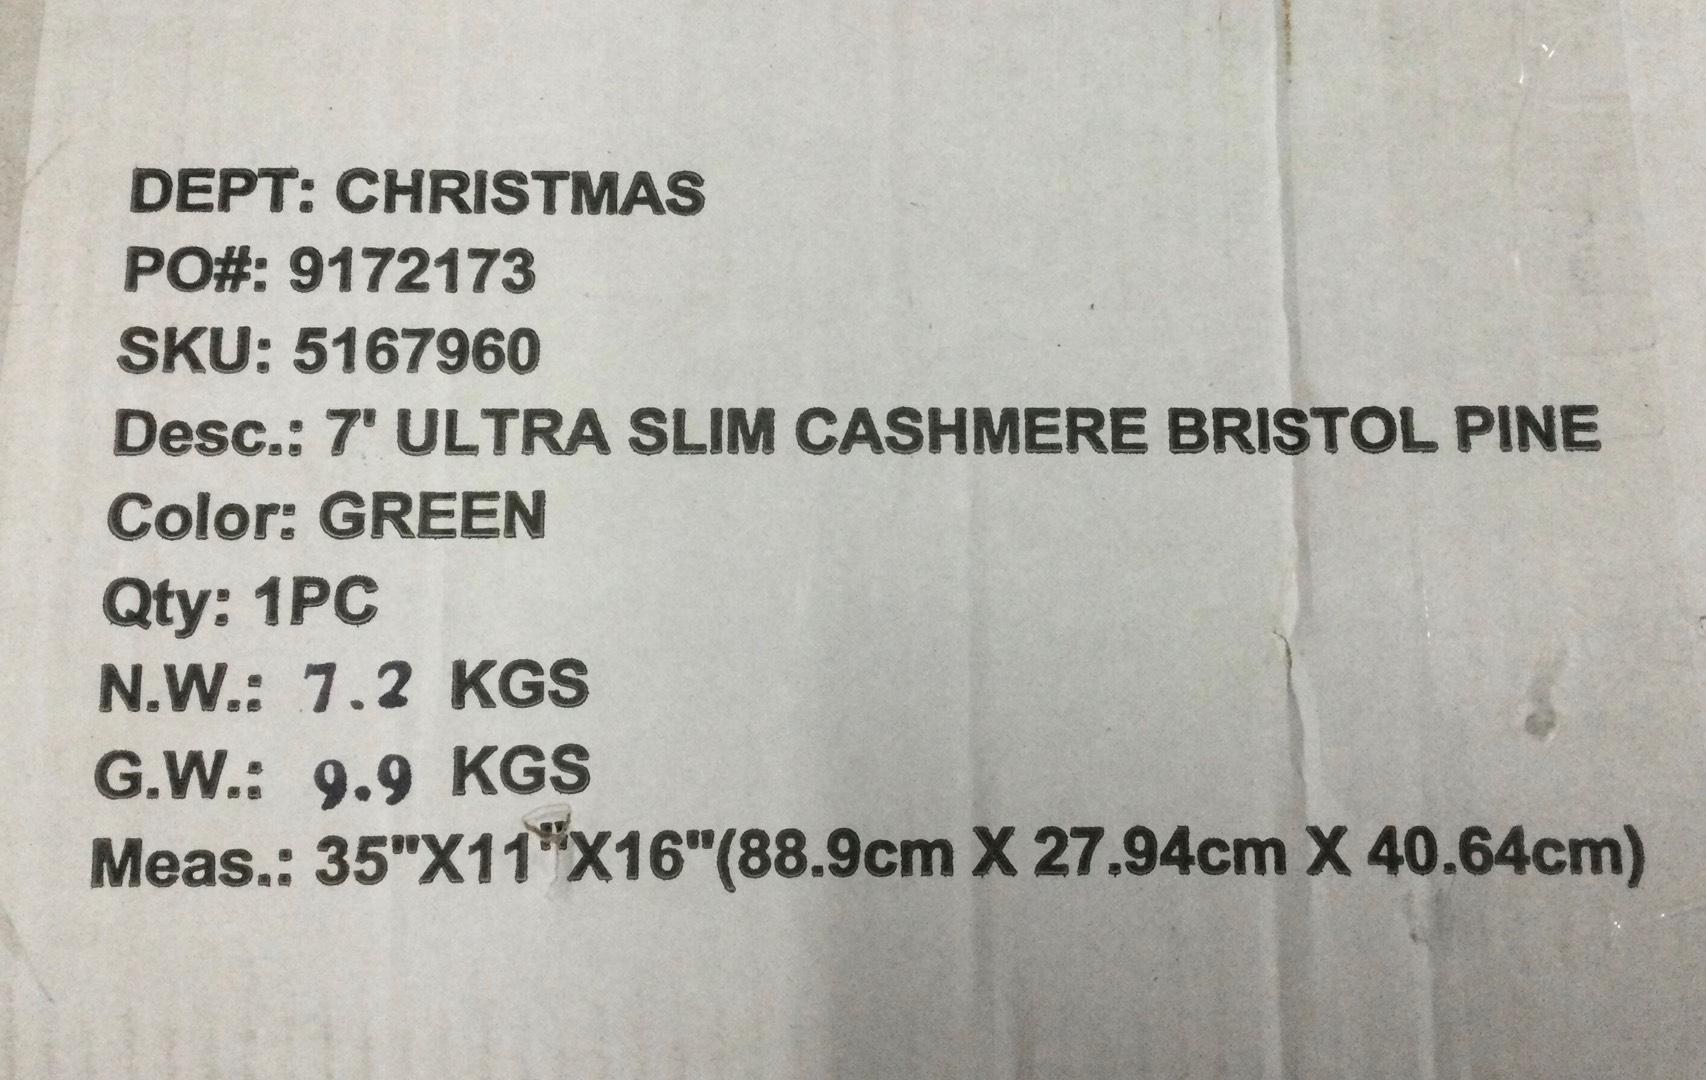 DEPT: CHRISTMAS
PO#: 9172173
SKU: 5167960
Desc.: 7' ULTRA SLIM CASHMERE BRISTOL PINE
Color: GREEN
Qty: 1PC
N.W.: 7.2 KGS
G.W.: 9.9 KGS
Meas.: 35"X11"X16"(88.9cm X 27.94cm X 40.64cm)